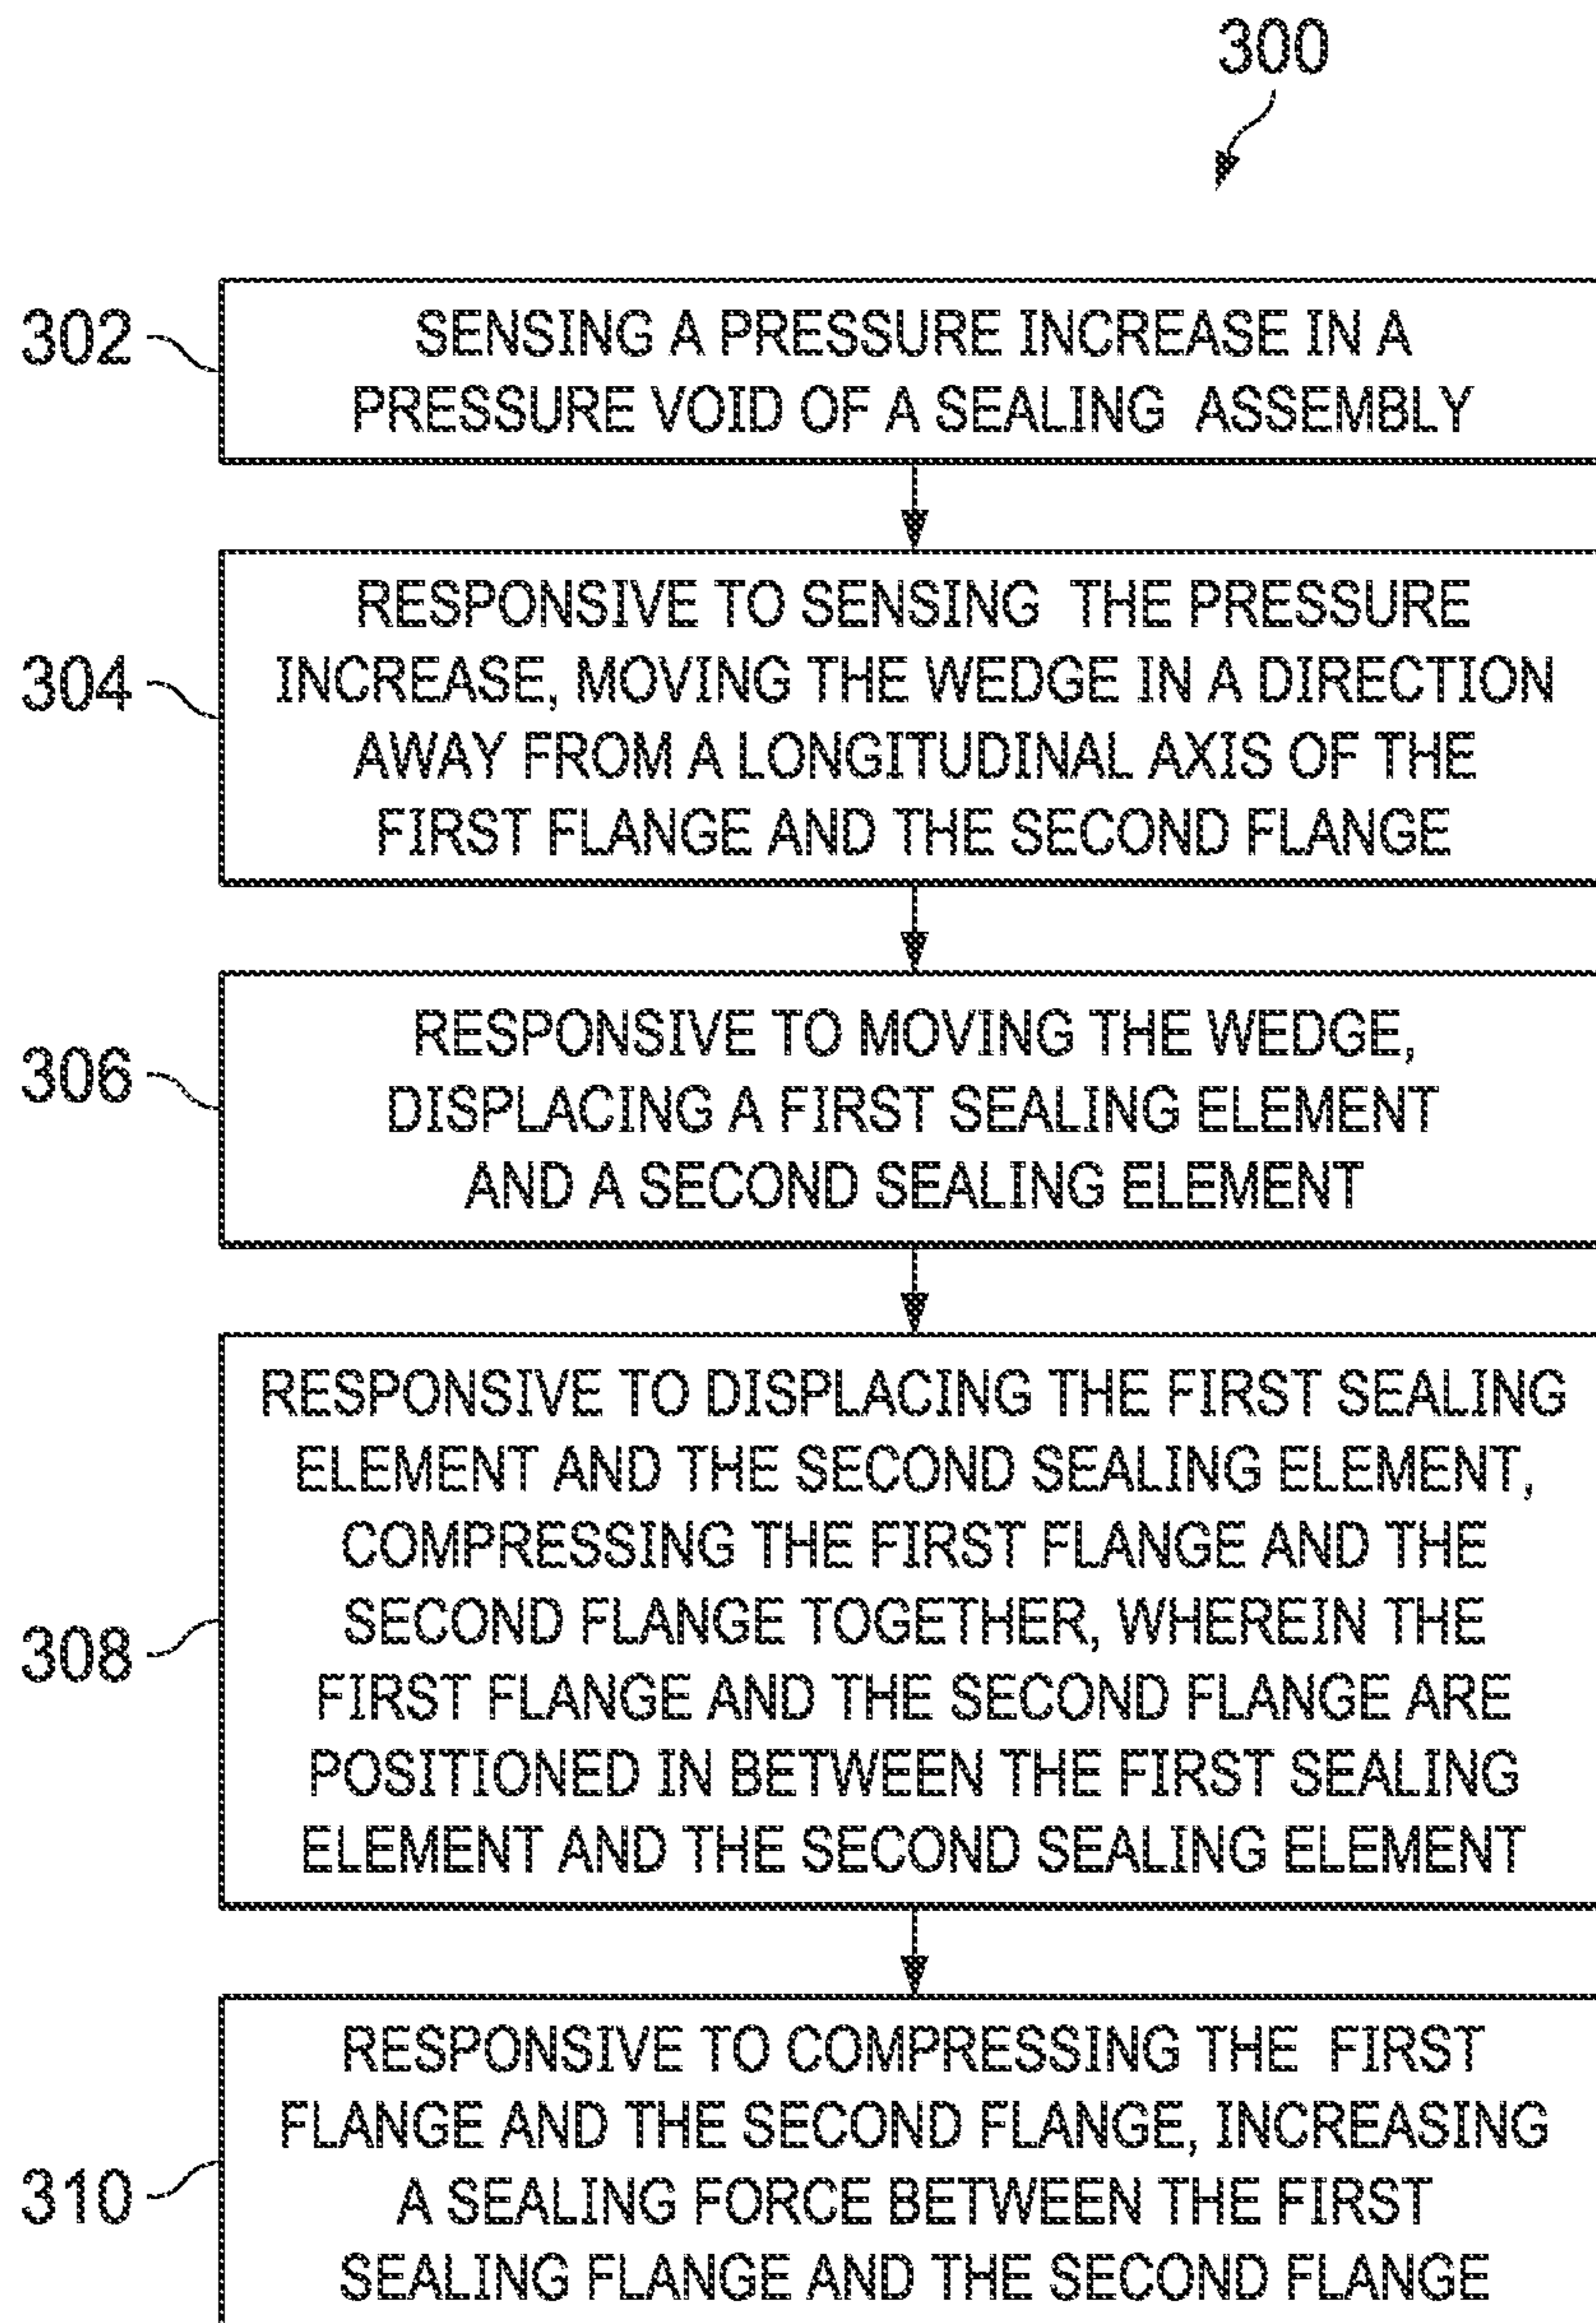 300
302
SENSING A PRESSURE INCREASE IN A
PRESSURE VOID OF A SEALING ASSEMBLY
304
RESPONSIVE TO SENSING THE PRESSURE
INCREASE, MOVING THE WEDGE IN A DIRECTION
AWAY FROM A LONGITUDINAL AXIS OF THE
FIRST FLANGE AND THE SECOND FLANGE
306
RESPONSIVE TO MOVING THE WEDGE,
DISPLACING A FIRST SEALING ELEMENT
AND A SECOND SEALING ELEMENT
308
RESPONSIVE TO DISPLACING THE FIRST SEALING
ELEMENT AND THE SECOND SEALING ELEMENT,
COMPRESSING THE FIRST FLANGE AND THE
SECOND FLANGE TOGETHER, WHEREIN THE
FIRST FLANGE AND THE SECOND FLANGE ARE
POSITIONED IN BETWEEN THE FIRST SEALING
ELEMENT AND THE SECOND SEALING ELEMENT
310
RESPONSIVE TO COMPRESSING THE FIRST
FLANGE AND THE SECOND FLANGE, INCREASING
A SEALING FORCE BETWEEN THE FIRST
SEALING FLANGE AND THE SECOND FLANGE